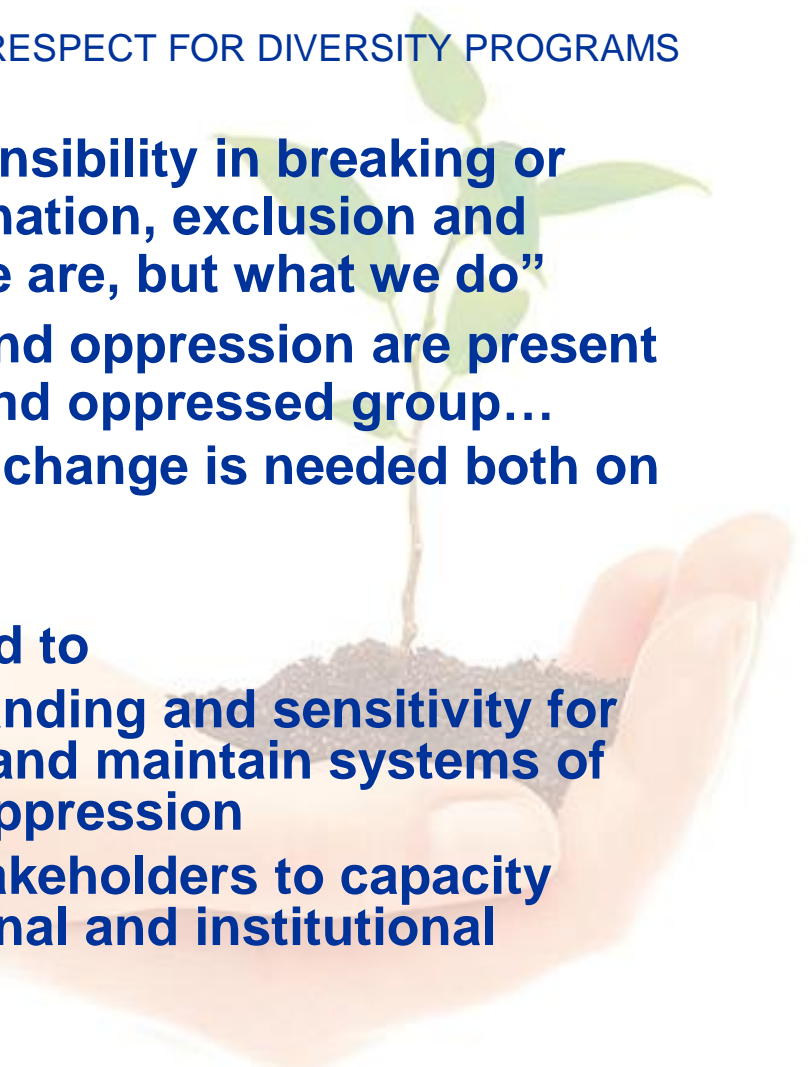 RESPECT FOR DIVERSITY PROGRAMS
nsibility in breaking or
nation, exclusion and
e are, but what we do”
nd oppression are present
nd oppressed group…
change is needed both on
d to
anding and sensitivity for
and maintain systems of
ppression
akeholders to capacity
nal and institutional